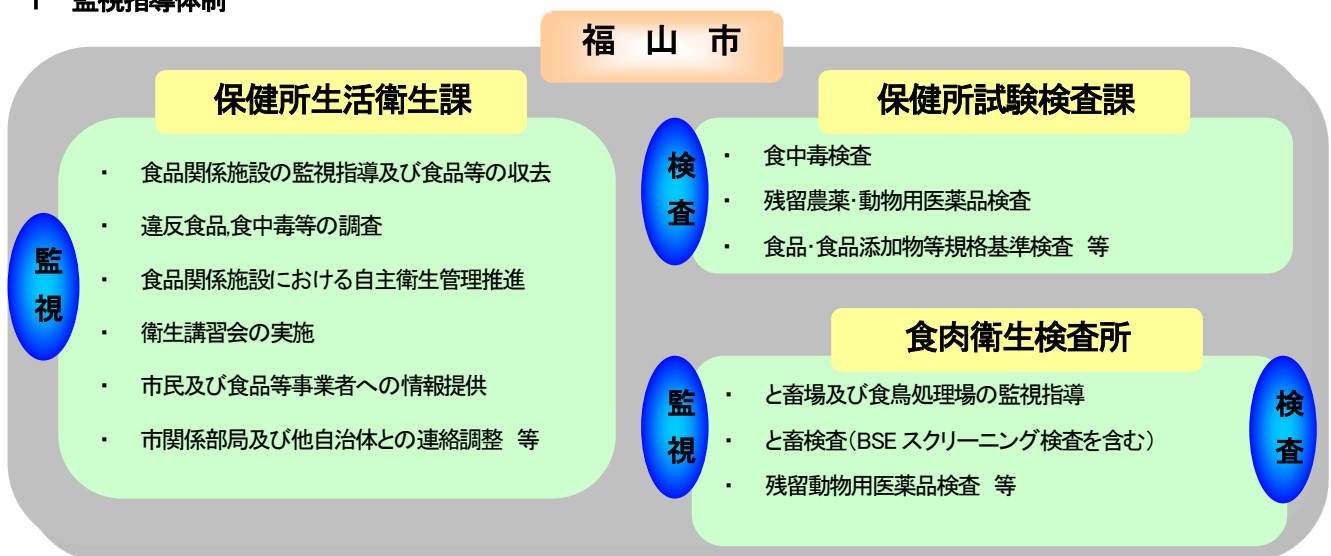 1 監視指導体制
福 山 市
保健所生活衛生課
監視
・ 食品関係施設の監視指導及び食品等の収去
・ 違反食品,食中毒等の調査
・ 食品関係施設における自主衛生管理推進
・ 衛生講習会の実施
・ 市民及び食品等事業者への情報提供
・ 市関係部局及び他自治体との連絡調整 等
保健所試験検査課
検査
・ 食中毒検査
・ 残留農薬・動物用医薬品検査
・ 食品・食品添加物等規格基準検査 等
食肉衛生検査所
監視
・ と畜場及び食鳥処理場の監視指導
・ と畜検査(BSE スクリーニング検査を含む)
・ 残留動物用医薬品検査 等
検査